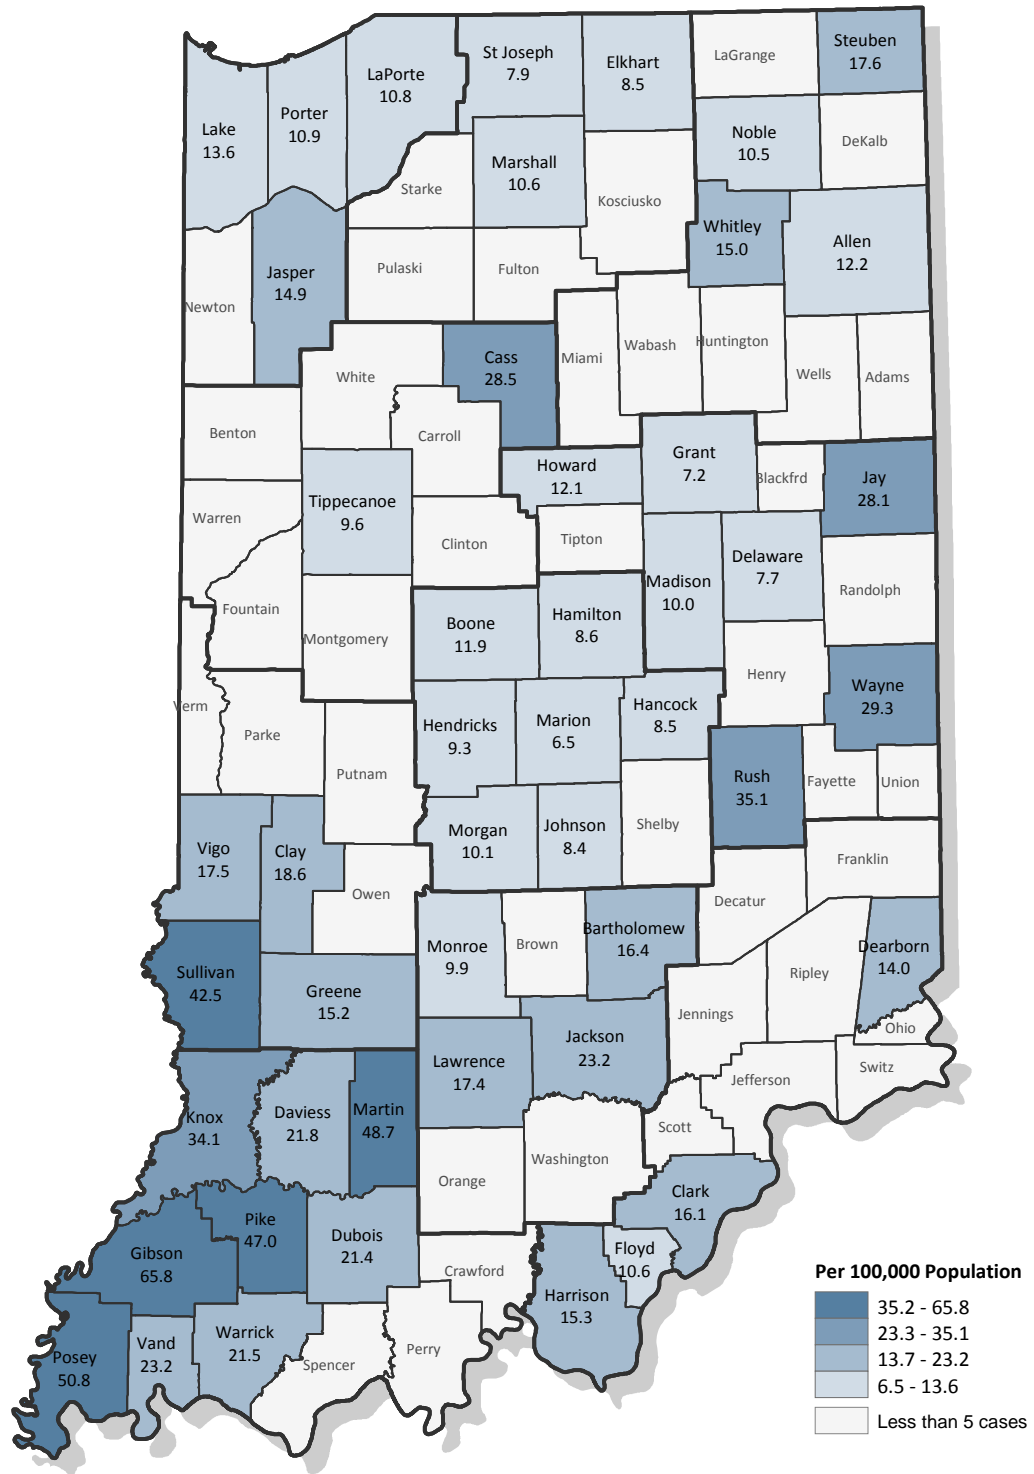 Steuben
17.6
LaGrange
St Joseph
7.9
Elkhart
8.5
LaPorte
10.8
Porter
10.9
Lake
13.6
Noble
10.5
DeKalb
Marshall
10.6
Starke
Kosciusko
Whitley
15.0
Allen
12.2
Jasper
14.9
Pulaski
Fulton
Newton
Cass
28.5
Miami
Wabash
Huntington
White
Wells
Adams
Benton
Carroll
Grant
7.2
Howard
12.1
Blackfrd
Jay
28.1
Tippecanoe
9.6
Warren
Clinton
Tipton
Delaware
7.7
Madison
10.0
Randolph
Fountain
Boone
11.9
Hamilton
8.6
Montgomery
Henry
Wayne
29.3
Verm
Parke
Hendricks
9.3
Marion
6.5
Hancock
8.5
Putnam
Rush
35.1
Fayette
Union
Vigo
17.5
Clay
18.6
Morgan
10.1
Johnson
8.4
Shelby
Franklin
Owen
Decatur
Monroe
9.9
Brown
Bartholomew
16.4
Dearborn
14.0
Sullivan
42.5
Greene
15.2
Ripley
Jennings
Ohio
Jackson
23.2
Lawrence
17.4
Switz
Jefferson
Knox
34.1
Daviess
21.8
Martin
48.7
Scott
Washington
Orange
Clark
16.1
Pike
47.0
Dubois
21.4
Gibson
65.8
Floyd
10.6
Crawford
Harrison
15.3
Posey
50.8
Vand
23.2
Warrick
21.5
Spencer
Perry
Per 100,000 Population
35.2 - 65.8
23.3 - 35.1
13.7 - 23.2
6.5 - 13.6
Less than 5 cases